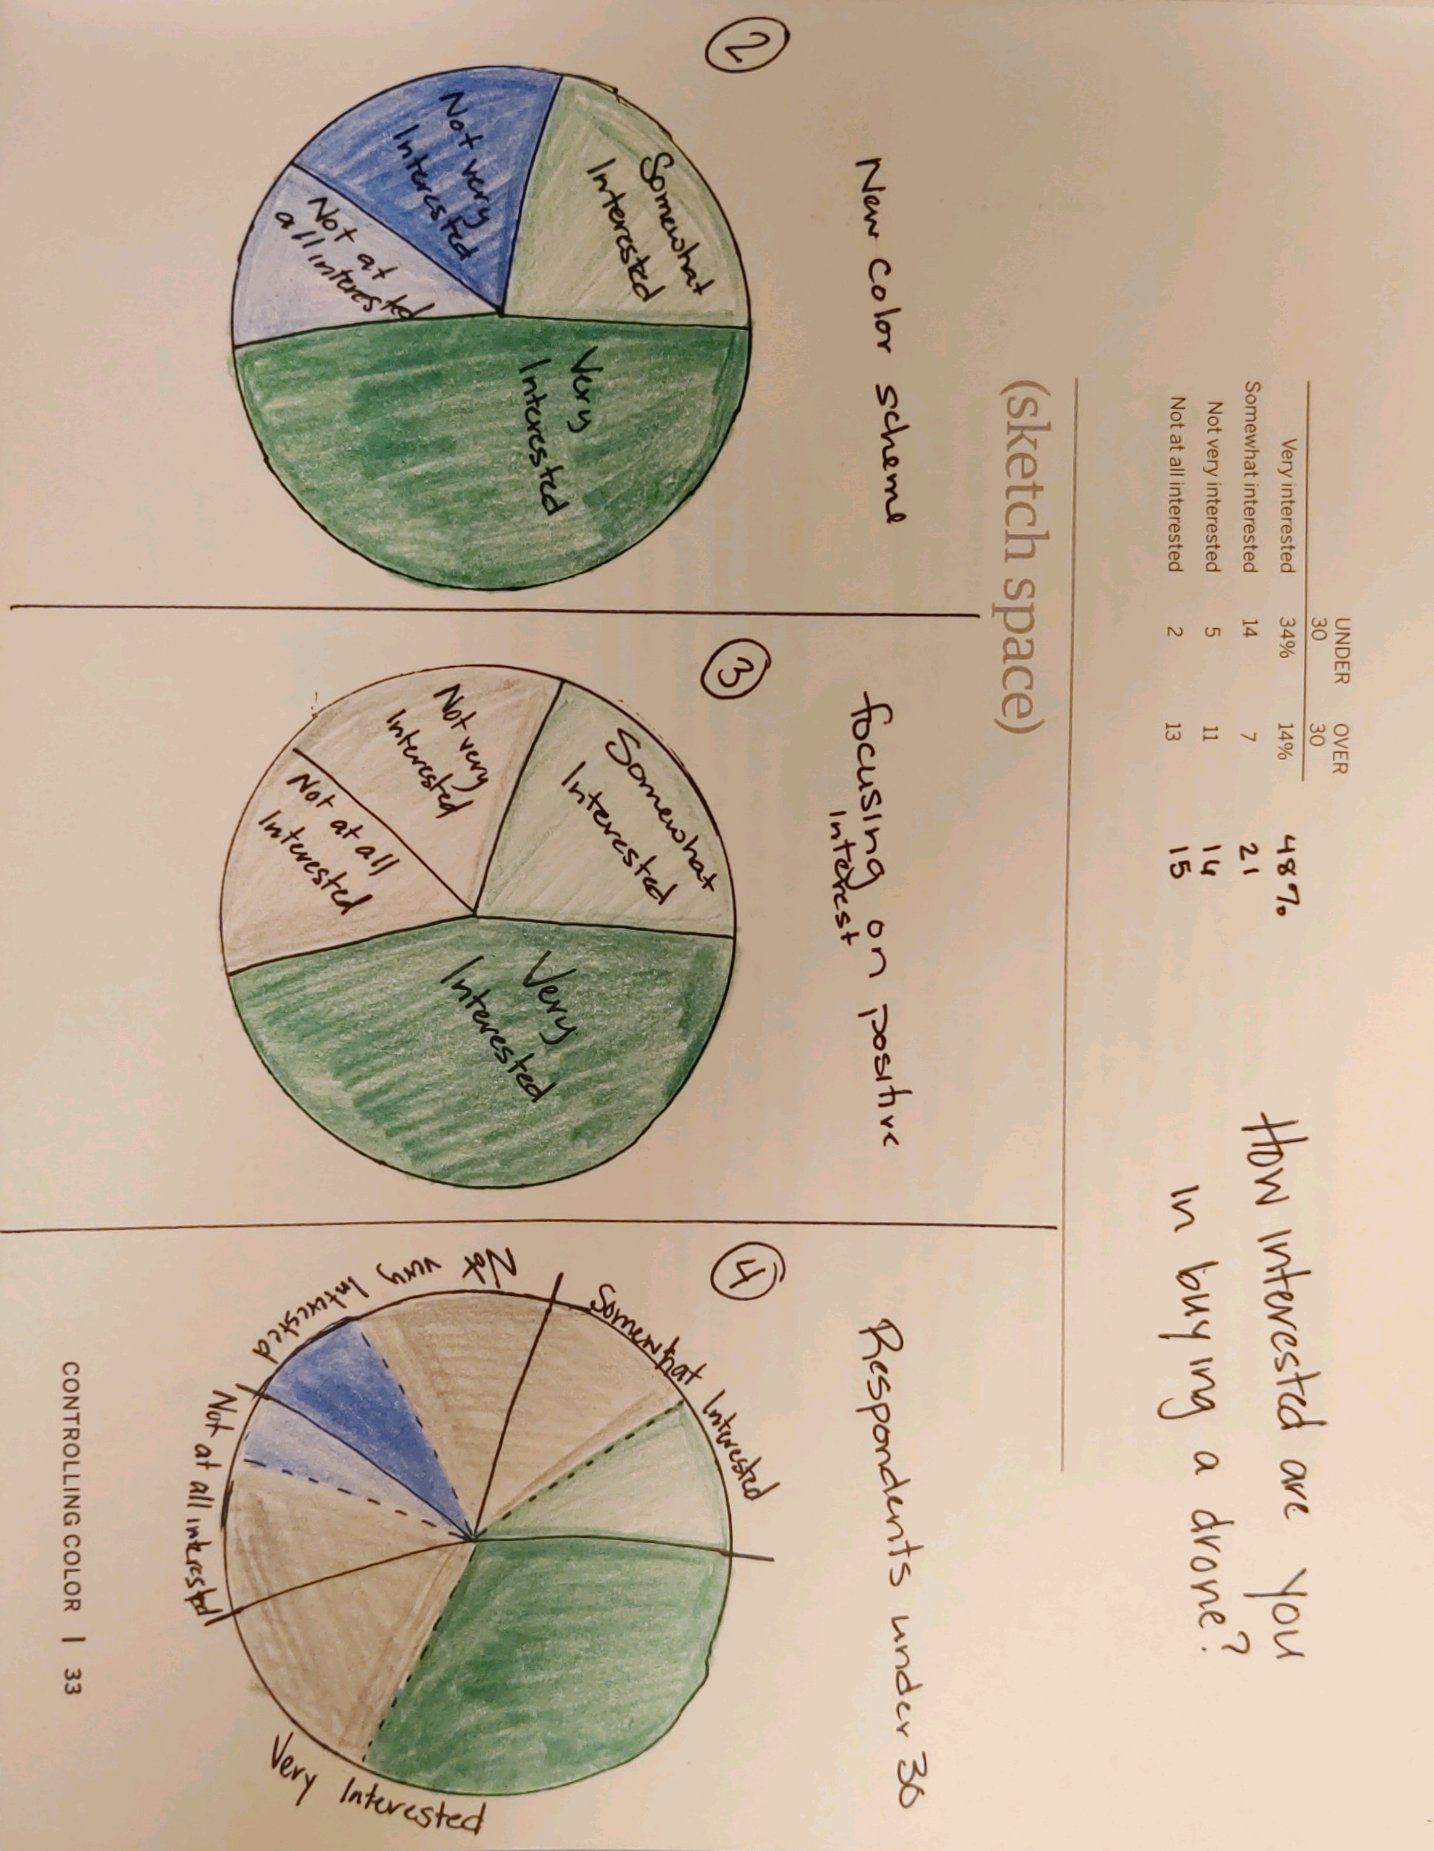 UNDER 30 OVER 30
Very interested 34% 14% 48%
Somewhat interested 14 7 21
Not very interested 5 11 16
Not at all interested 2 13 15
How interested are you
in buying a drone?
(sketch space)
New color scheme
2
Somewhat
Interested
Very
Interested
Not very
Interested
Not at
all interested
focusing on positive
interest
3
Somewhat
Interested
Very
Interested
Not very
Interested
Not at all
Interested
Respondents under 30
4
Somewhat Interested
Very Interested
Not very Interested
Not at all interested
CONTROLLING COLOR | 33